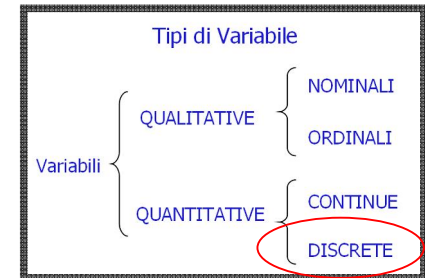 Tipi di Variabile
NOMINALI
QUALITATIVE
ORDINALI
Variabili
CONTINUE
QUANTITATIVE
DISCRETE